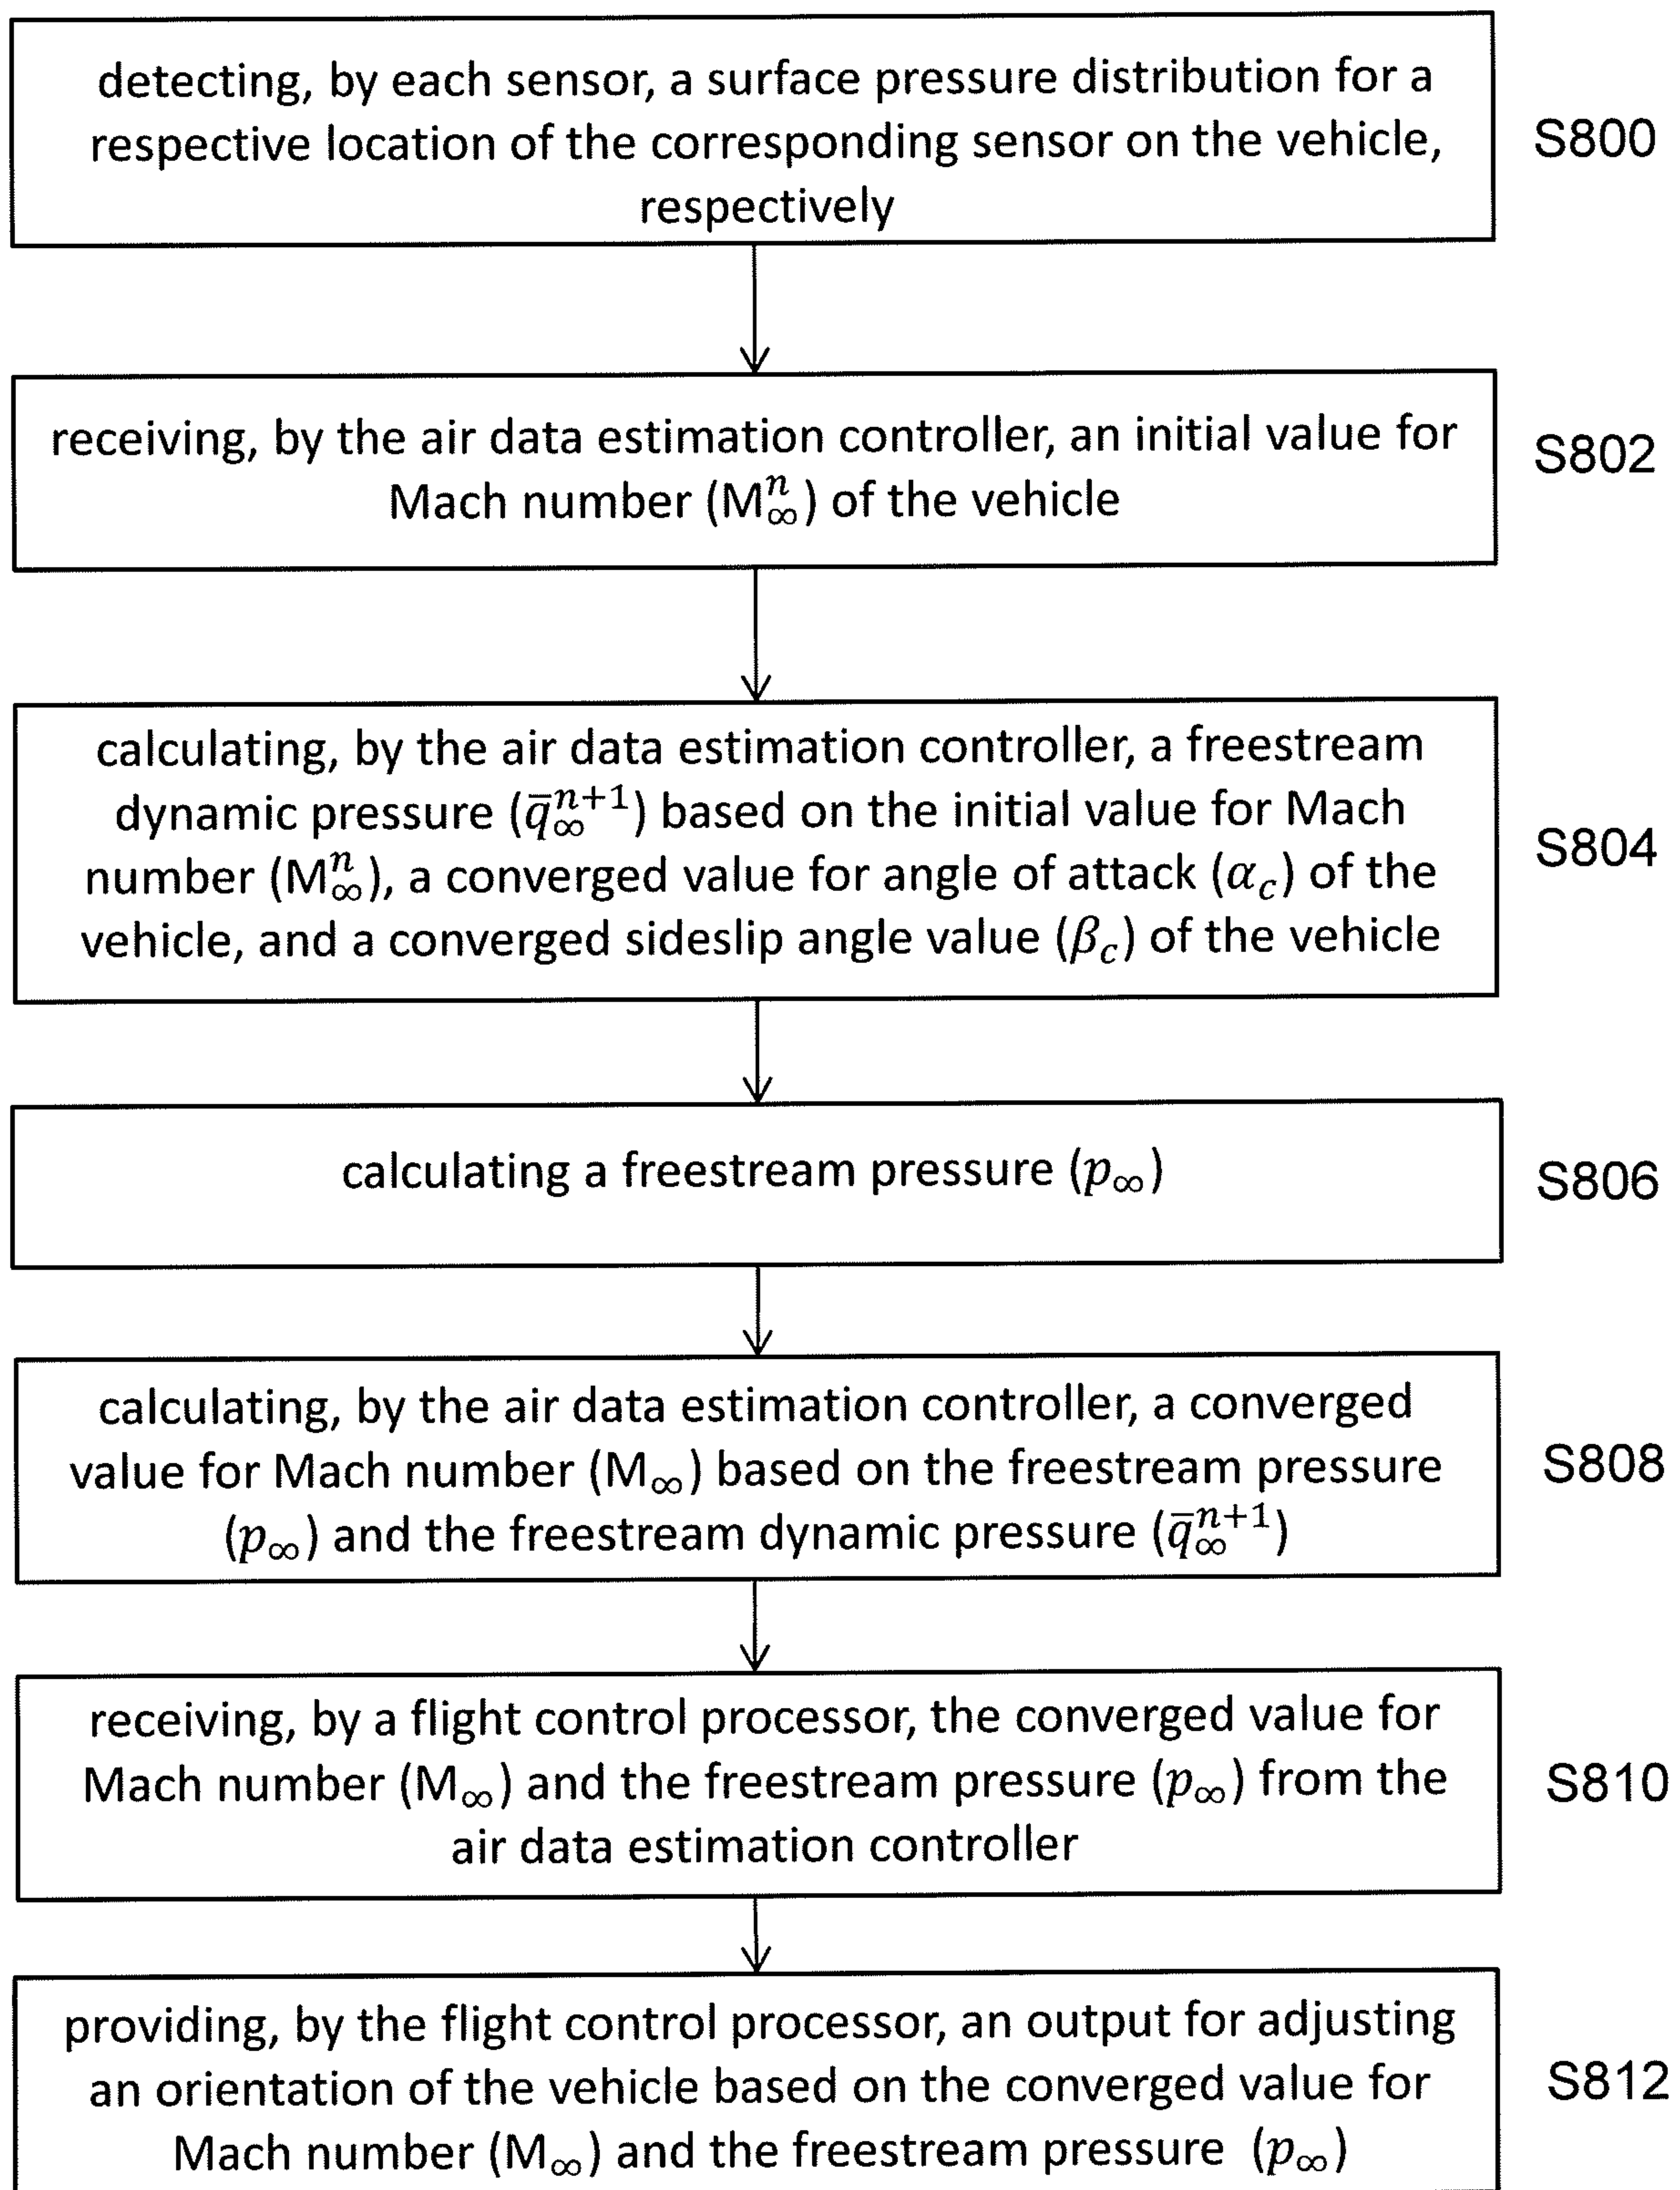 detecting, by each sensor, a surface pressure distribution for a
respective location of the corresponding sensor on the vehicle,
respectively
S800
receiving, by the air data estimation controller, an initial value for
Mach number (M∞ⁿ) of the vehicle
S802
calculating, by the air data estimation controller, a freestream
dynamic pressure (q̄∞ⁿ⁺¹) based on the initial value for Mach
number (M∞ⁿ), a converged value for angle of attack (α_c) of the
vehicle, and a converged sideslip angle value (β_c) of the vehicle
S804
calculating a freestream pressure (p∞)
S806
calculating, by the air data estimation controller, a converged
value for Mach number (M∞) based on the freestream pressure
(p∞) and the freestream dynamic pressure (q̄∞ⁿ⁺¹)
S808
receiving, by a flight control processor, the converged value for
Mach number (M∞) and the freestream pressure (p∞) from the
air data estimation controller
S810
providing, by the flight control processor, an output for adjusting
an orientation of the vehicle based on the converged value for
Mach number (M∞) and the freestream pressure (p∞)
S812